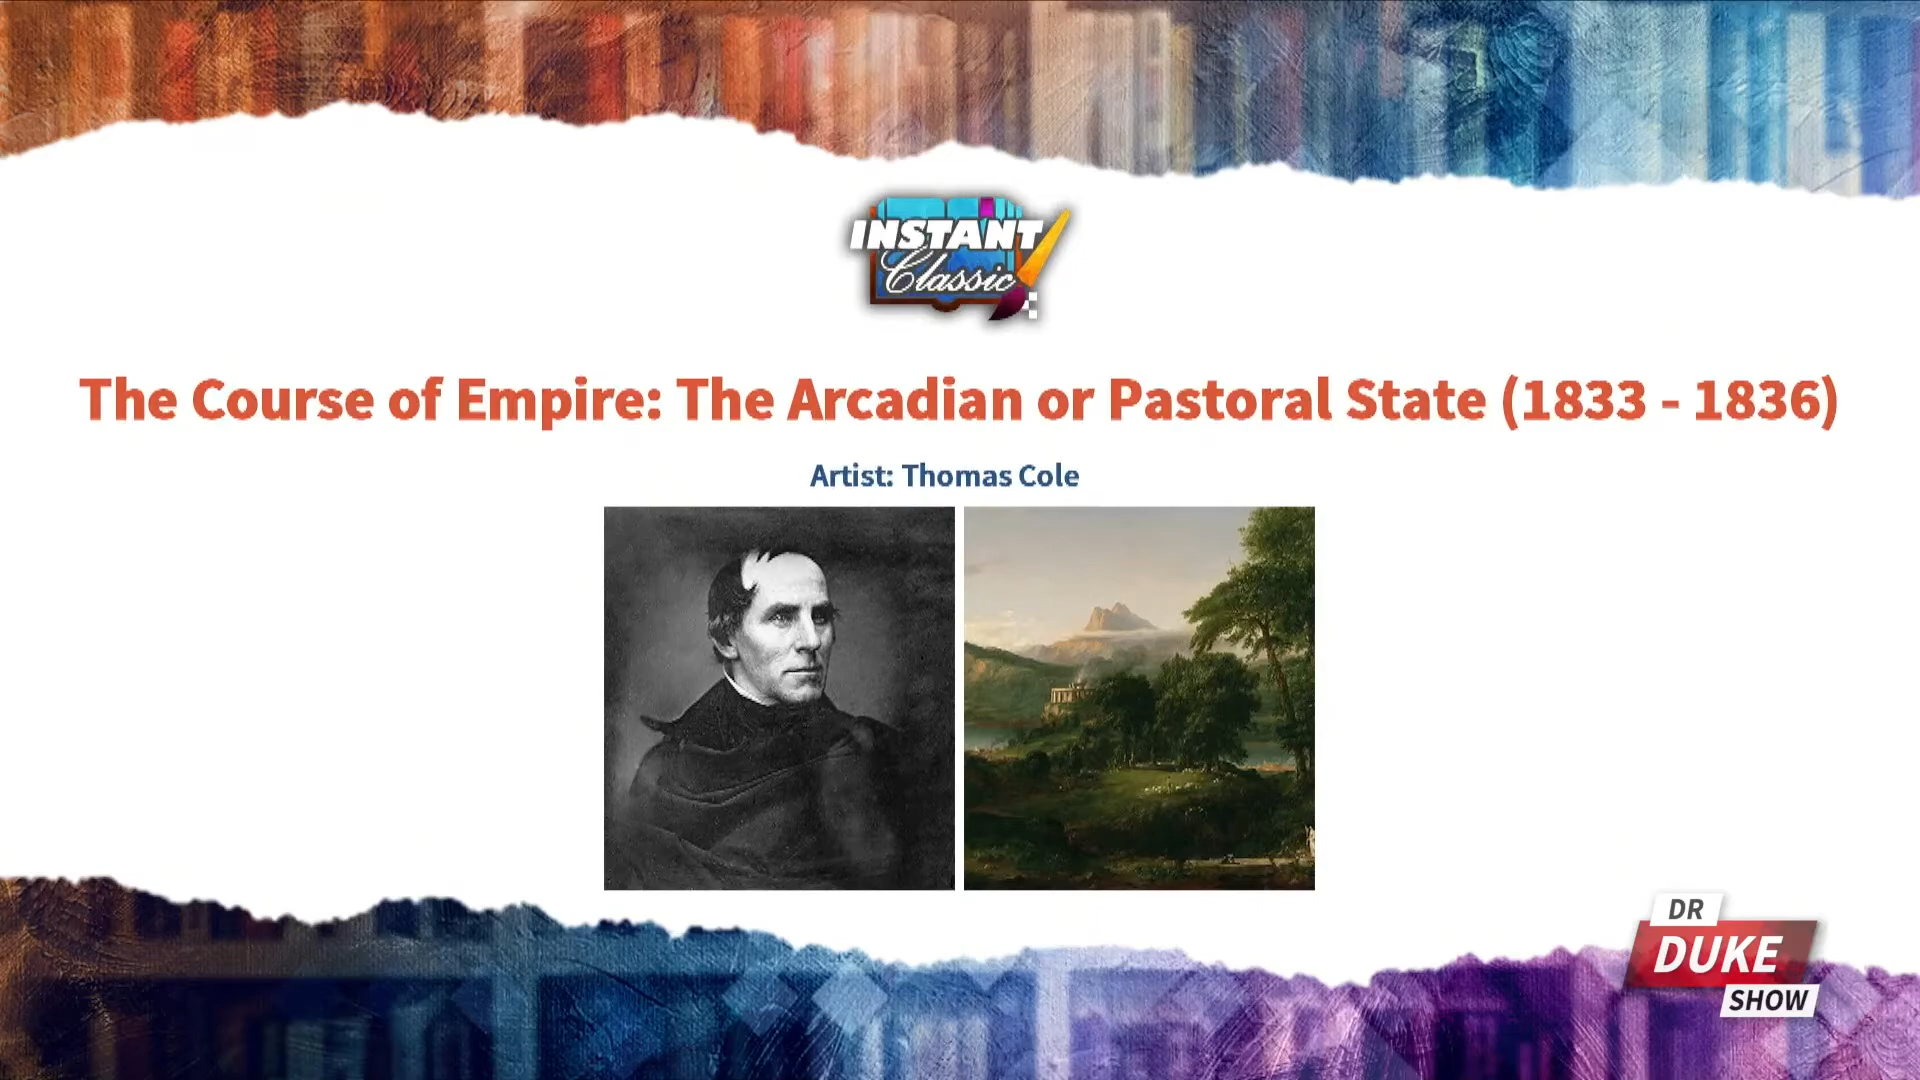 INSTANT
Classic
The Course of Empire: The Arcadian or Pastoral State (1833 - 1836)
Artist: Thomas Cole
DR
DUKE
SHOW